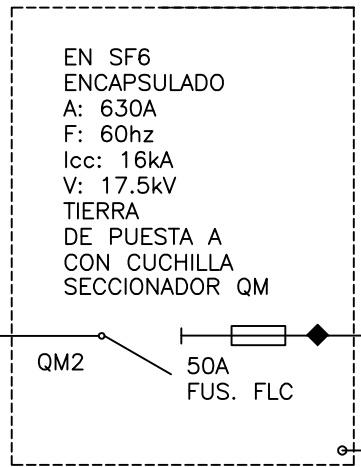 EN SF6
ENCAPSULADO
A: 630A
F: 60hz
Icc: 16kA
V: 17.5kV
TIERRA
DE PUESTA A
CON CUCHILLA
SECCIONADOR QM
QM2
50A
FUS. FLC